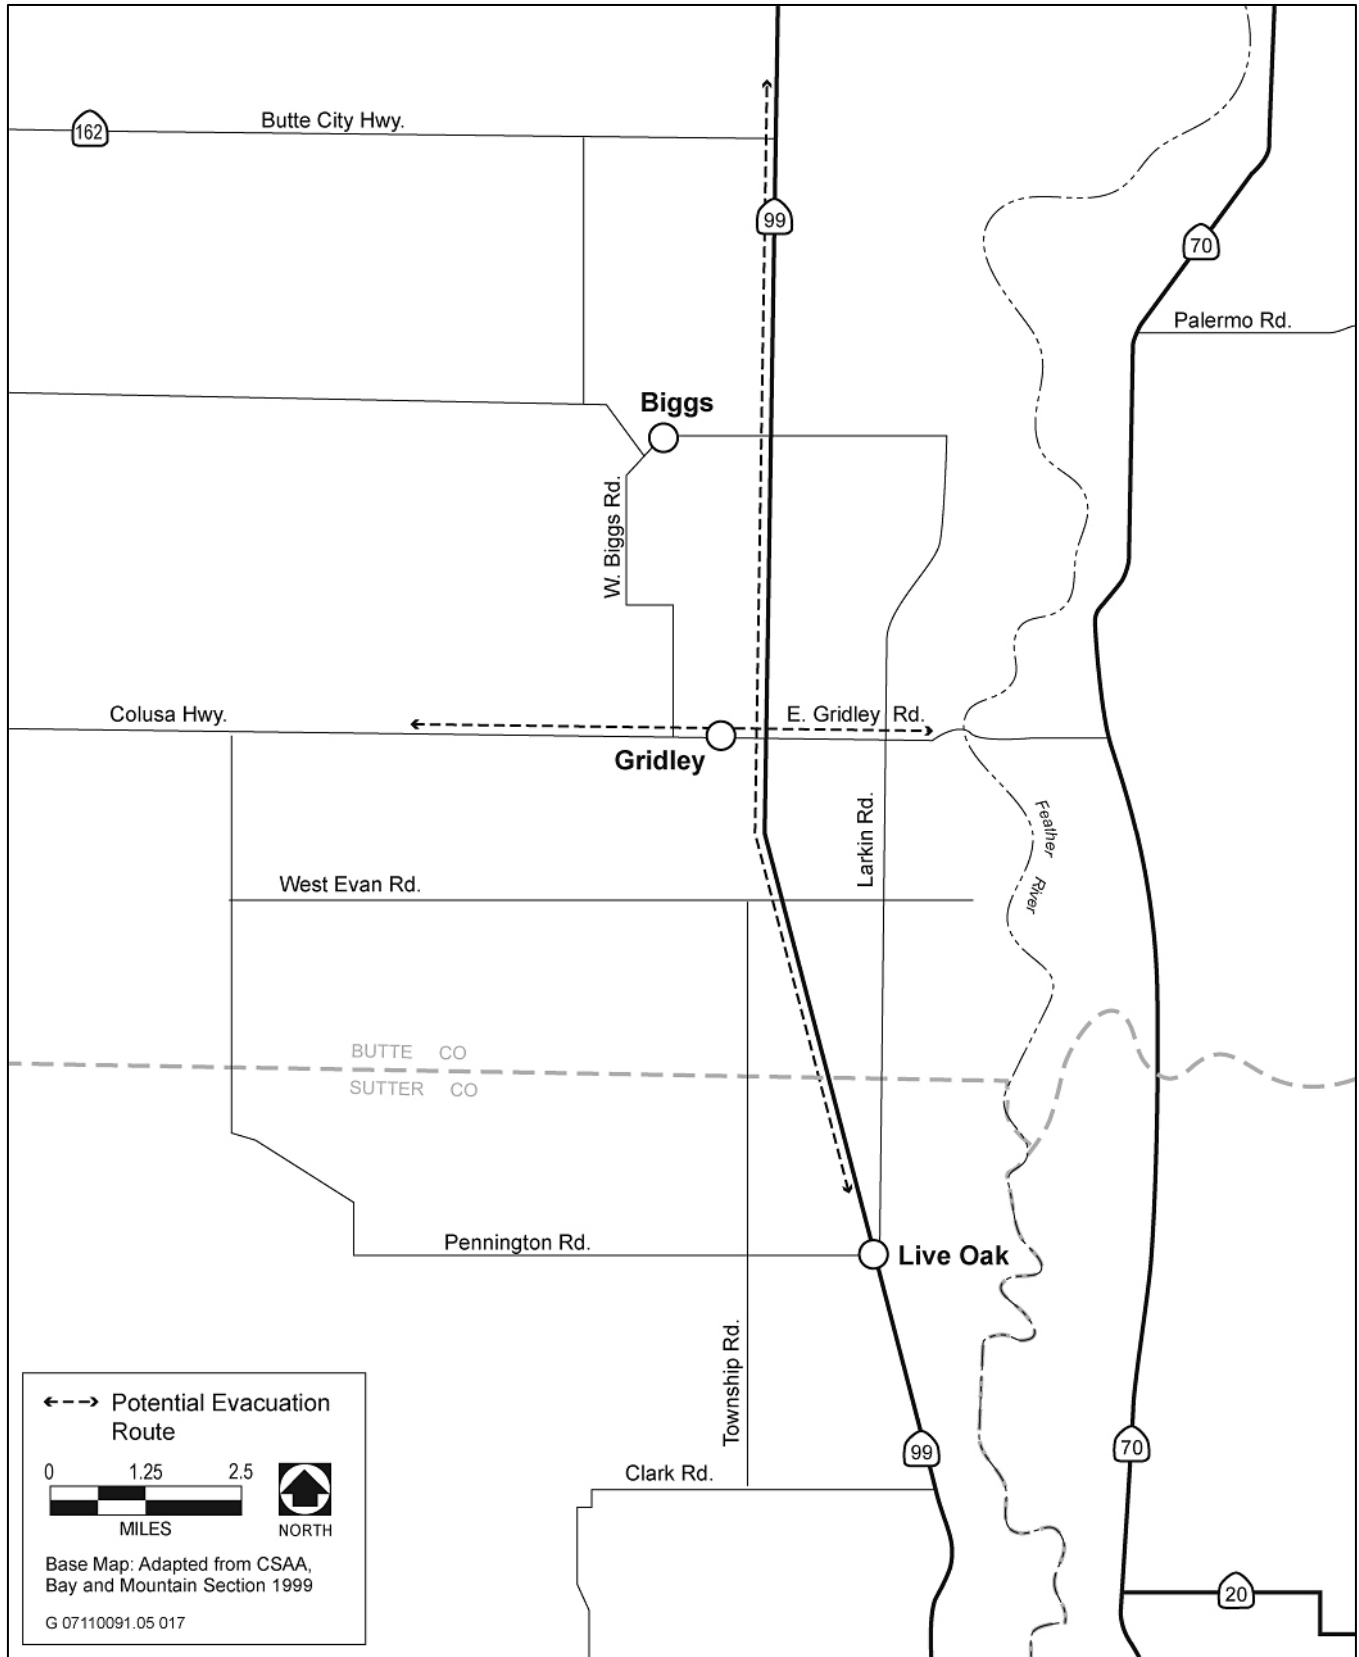 162
Butte City Hwy.
99
70
Palermo Rd.
Biggs
W. Biggs Rd.
Colusa Hwy.
E. Gridley Rd.
Gridley
Larkin Rd.
Feather River
West Evan Rd.
BUTTE CO
SUTTER CO
Pennington Rd.
Live Oak
Township Rd.
99
70
Clark Rd.
20
Potential Evacuation
Route
0 1.25 2.5
MILES
NORTH
Base Map: Adapted from CSAA,
Bay and Mountain Section 1999
G 07110091.05 017